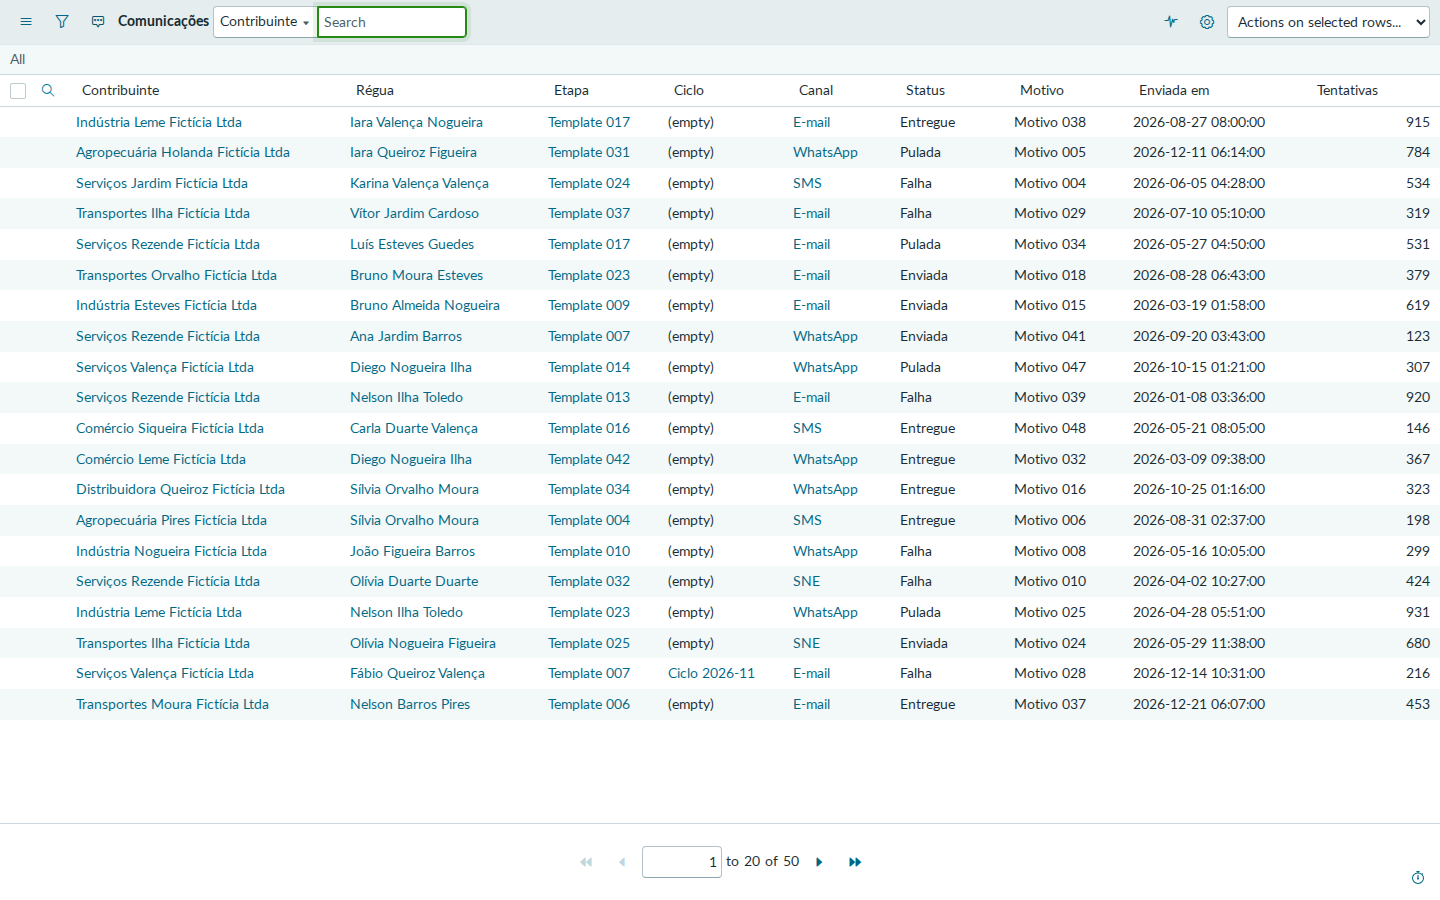 Comunicações Contribuinte Search Actions on selected rows...
All
Contribuinte Régua Etapa Ciclo Canal Status Motivo Enviada em Tentativas
Indústria Leme Fictícia Ltda Iara Valença Nogueira Template 017 (empty) E-mail Entregue Motivo 038 2026-08-27 08:00:00 915
Agropecuária Holanda Fictícia Ltda Iara Queiroz Figueira Template 031 (empty) WhatsApp Pulada Motivo 005 2026-12-11 06:14:00 784
Serviços Jardim Fictícia Ltda Karina Valença Valença Template 024 (empty) SMS Falha Motivo 004 2026-06-05 04:28:00 534
Transportes Ilha Fictícia Ltda Vítor Jardim Cardoso Template 037 (empty) E-mail Falha Motivo 029 2026-07-10 05:10:00 319
Serviços Rezende Fictícia Ltda Luís Esteves Guedes Template 017 (empty) E-mail Pulada Motivo 034 2026-05-27 04:50:00 531
Transportes Orvalho Fictícia Ltda Bruno Moura Esteves Template 023 (empty) E-mail Enviada Motivo 018 2026-08-28 06:43:00 379
Indústria Esteves Fictícia Ltda Bruno Almeida Nogueira Template 009 (empty) E-mail Enviada Motivo 015 2026-03-19 01:58:00 619
Serviços Rezende Fictícia Ltda Ana Jardim Barros Template 007 (empty) WhatsApp Enviada Motivo 041 2026-09-20 03:43:00 123
Serviços Valença Fictícia Ltda Diego Nogueira Ilha Template 014 (empty) WhatsApp Pulada Motivo 047 2026-10-15 01:21:00 307
Serviços Rezende Fictícia Ltda Nelson Ilha Toledo Template 013 (empty) E-mail Falha Motivo 039 2026-01-08 03:36:00 920
Comércio Siqueira Fictícia Ltda Carla Duarte Valença Template 016 (empty) SMS Entregue Motivo 048 2026-05-21 08:05:00 146
Comércio Leme Fictícia Ltda Diego Nogueira Ilha Template 042 (empty) WhatsApp Entregue Motivo 032 2026-03-09 09:38:00 367
Distribuidora Queiroz Fictícia Ltda Sílvia Orvalho Moura Template 034 (empty) WhatsApp Entregue Motivo 016 2026-10-25 01:16:00 323
Agropecuária Pires Fictícia Ltda Sílvia Orvalho Moura Template 004 (empty) SMS Entregue Motivo 006 2026-08-31 02:37:00 198
Indústria Nogueira Fictícia Ltda João Figueira Barros Template 010 (empty) WhatsApp Falha Motivo 008 2026-05-16 10:05:00 299
Serviços Rezende Fictícia Ltda Olívia Duarte Duarte Template 032 (empty) SNE Falha Motivo 010 2026-04-02 10:27:00 424
Indústria Leme Fictícia Ltda Nelson Ilha Toledo Template 023 (empty) WhatsApp Pulada Motivo 025 2026-04-28 05:51:00 931
Transportes Ilha Fictícia Ltda Olívia Nogueira Figueira Template 025 (empty) SNE Enviada Motivo 024 2026-05-29 11:38:00 680
Serviços Valença Fictícia Ltda Fábio Queiroz Valença Template 007 Ciclo 2026-11 E-mail Falha Motivo 028 2026-12-14 10:31:00 216
Transportes Moura Fictícia Ltda Nelson Barros Pires Template 006 (empty) E-mail Entregue Motivo 037 2026-12-21 06:07:00 453
1 to 20 of 50